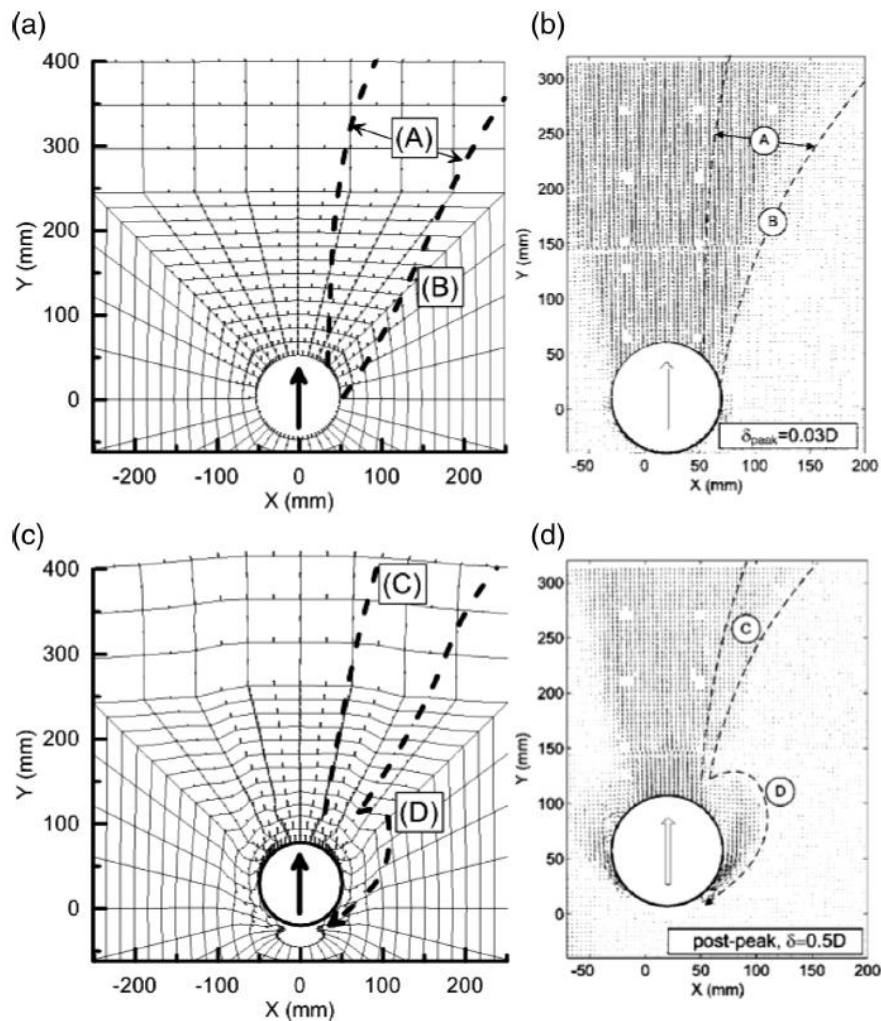 (a)
400
300
200
100
0
Y (mm)
(A)
(B)
-200 -100 0 100 200
X (mm)
(b)
300
250
200
150
100
50
0
Y (mm)
A
B
δpeak=0.03D
-50 0 50 100 150 200
X (mm)
(c)
400
300
200
100
0
Y (mm)
(C)
(D)
-200 -100 0 100 200
X (mm)
(d)
300
250
200
150
100
50
0
Y (mm)
C
D
post-peak, δ=0.5D
-50 0 50 100 150 200
X (mm)